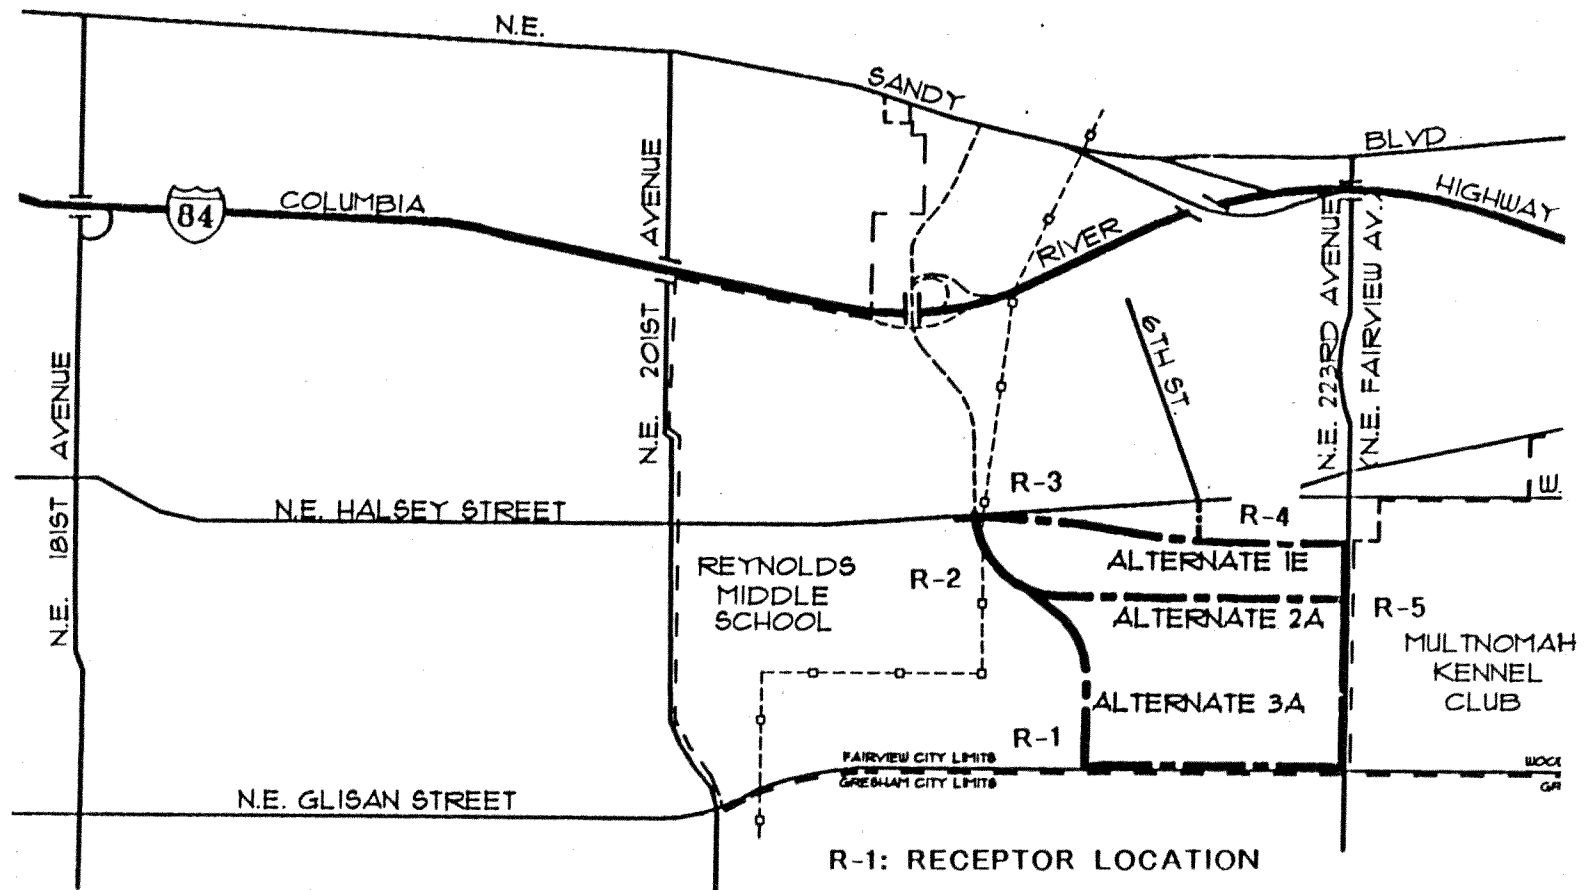 N.E.
SANDY
BLVD
HIGHWAY
84
COLUMBIA
RIVER
N.E. 201ST AVENUE
N.E. 181ST AVENUE
6TH ST.
N.E. 223RD AVENUE
N.E. FAIRVIEW AV.
N.E. HALSEY STREET
R-3
R-4
W.
ALTERNATE 1E
R-2
REYNOLDS
MIDDLE
SCHOOL
ALTERNATE 2A
R-5
MULTNOMAH
KENNEL
CLUB
ALTERNATE 3A
R-1
FAIRVIEW CITY LIMITS
GRESHAM CITY LIMITS
N.E. GLISAN STREET
R-1: RECEPTOR LOCATION